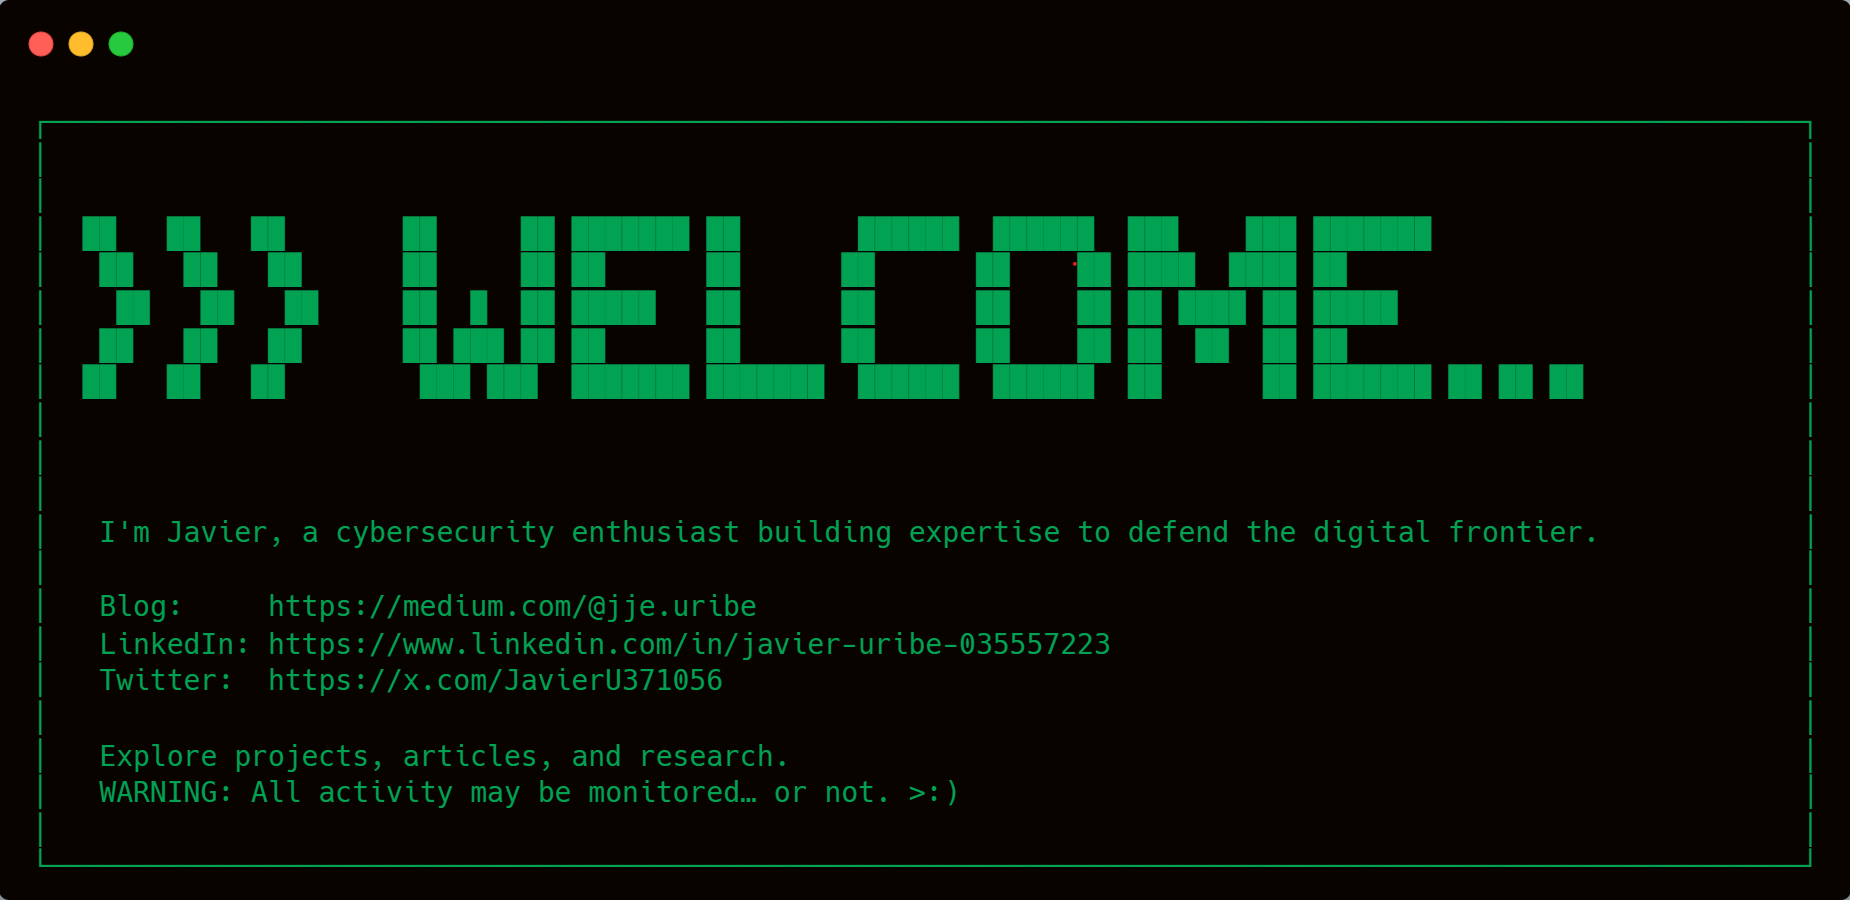 >>> WELCOME...
I'm Javier, a cybersecurity enthusiast building expertise to defend the digital frontier.
Blog: https://medium.com/@jje.uribe
LinkedIn: https://www.linkedin.com/in/javier-uribe-035557223
Twitter: https://x.com/JavierU371056
Explore projects, articles, and research.
WARNING: All activity may be monitored… or not. >:)